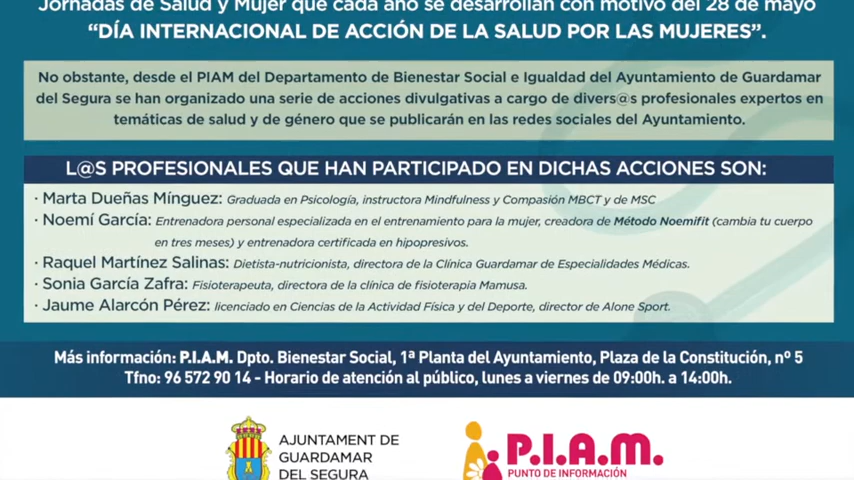 Jornadas de Salud y Mujer que cada año se desarrollan con motivo del 28 de mayo
“DÍA INTERNACIONAL DE ACCIÓN DE LA SALUD POR LAS MUJERES”.
No obstante, desde el PIAM del Departamento de Bienestar Social e Igualdad del Ayuntamiento de Guardamar
del Segura se han organizado una serie de acciones divulgativas a cargo de divers@s profesionales expertos en
temáticas de salud y de género que se publicarán en las redes sociales del Ayuntamiento.
L@S PROFESIONALES QUE HAN PARTICIPADO EN DICHAS ACCIONES SON:
· Marta Dueñas Mínguez: Graduada en Psicología, instructora Mindfulness y Compasión MBCT y de MSC
· Noemí García: Entrenadora personal especializada en el entrenamiento para la mujer, creadora de Método Noemifit (cambia tu cuerpo
en tres meses) y entrenadora certificada en hipopresivos.
· Raquel Martínez Salinas: Dietista-nutricionista, directora de la Clínica Guardamar de Especialidades Médicas.
· Sonia García Zafra: Fisioterapeuta, directora de la clínica de fisioterapia Mamusa.
· Jaume Alarcón Pérez: licenciado en Ciencias de la Actividad Física y del Deporte, director de Alone Sport.
Más información: P.I.A.M. Dpto. Bienestar Social, 1ª Planta del Ayuntamiento, Plaza de la Constitución, nº 5
Tfno: 96 572 90 14 - Horario de atención al público, lunes a viernes de 09:00h. a 14:00h.
AJUNTAMENT DE
GUARDAMAR
DEL SEGURA
P.I.A.M.
PUNTO DE INFORMACIÓN